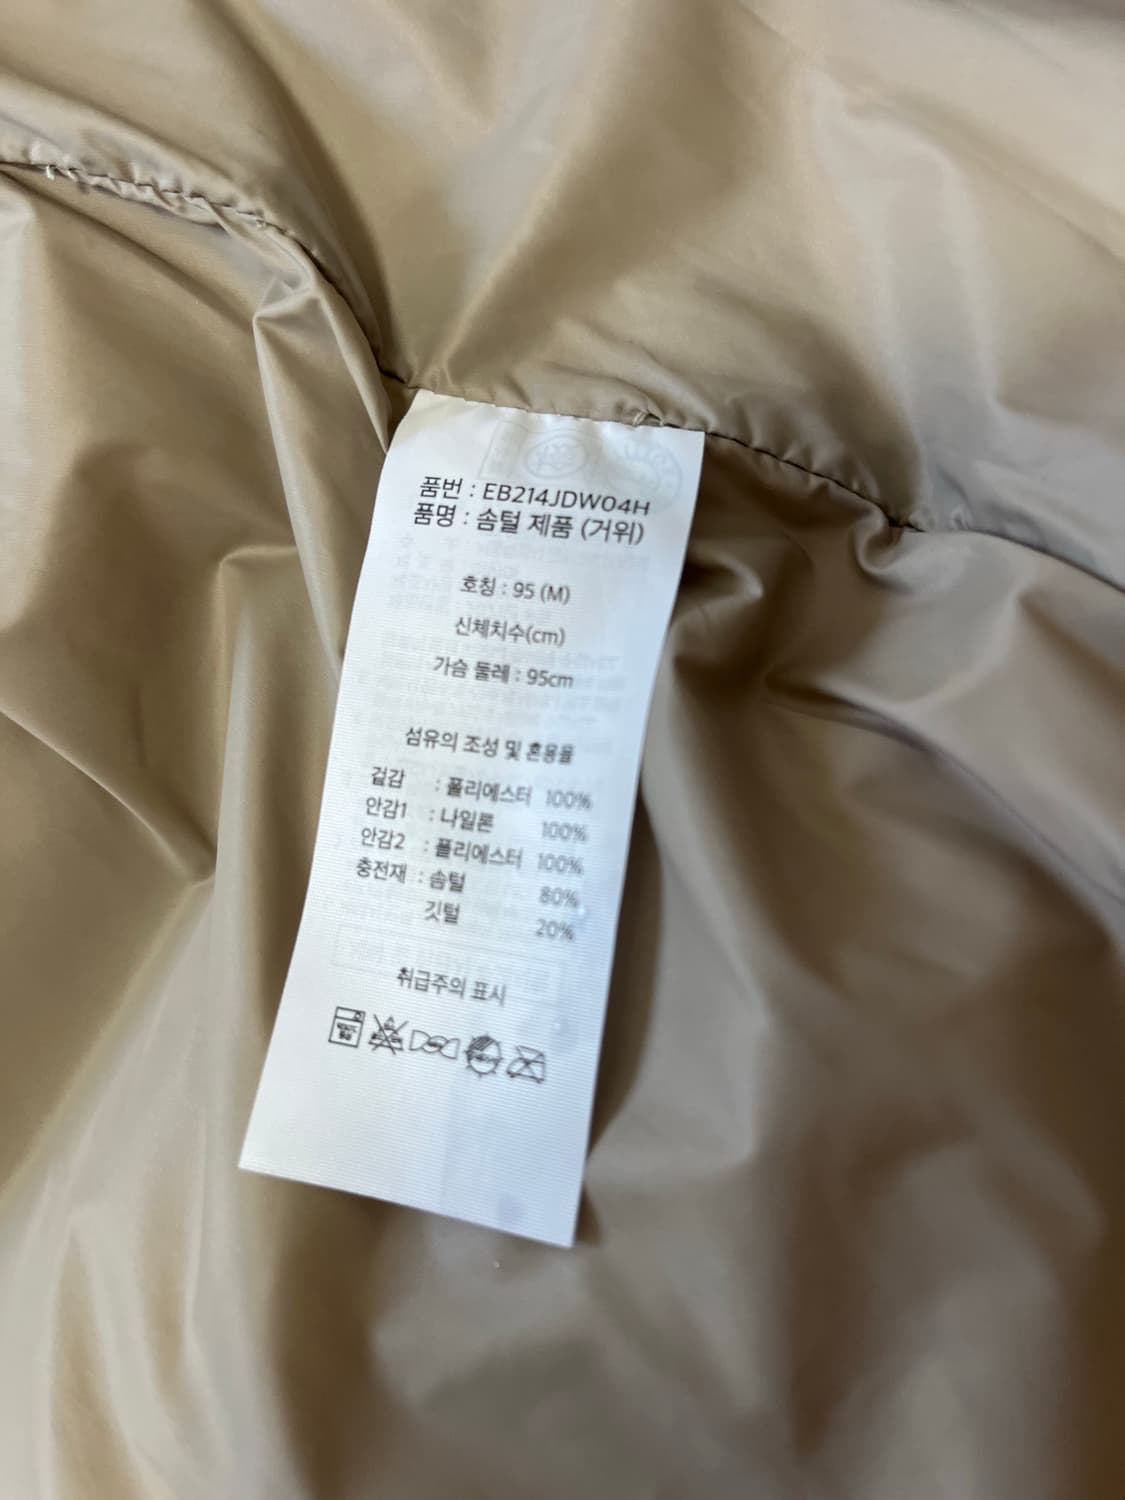 품번 : EB214JDW04H
품명 : 솜털 제품 (거위)
호칭 : 95 (M)
신체치수(cm)
가슴 둘레 : 95cm
섬유의 조성 및 혼용율
겉감 : 폴리에스터 100%
안감1 : 나일론 100%
안감2 : 폴리에스터 100%
충전재 : 솜털 80%
깃털 20%
취급주의 표시